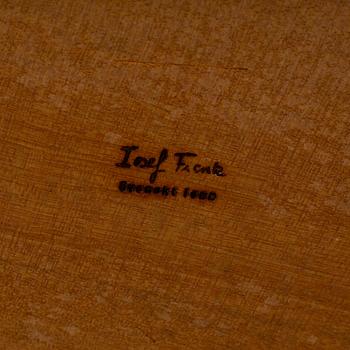 Josef Frank
Svenskt Tenn